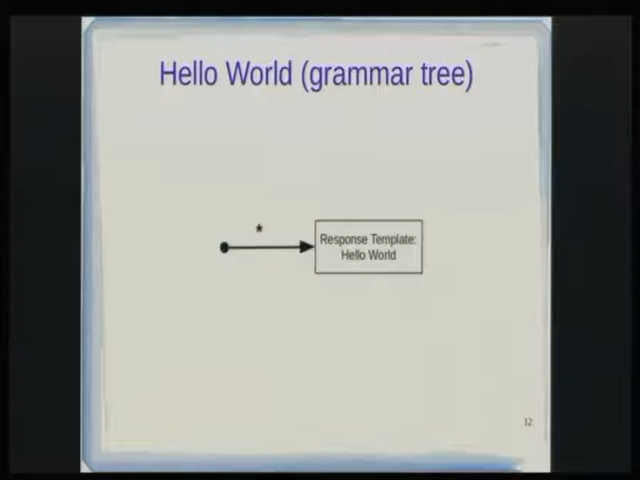 Hello World (grammar tree)
*
Response Template:
Hello World
12